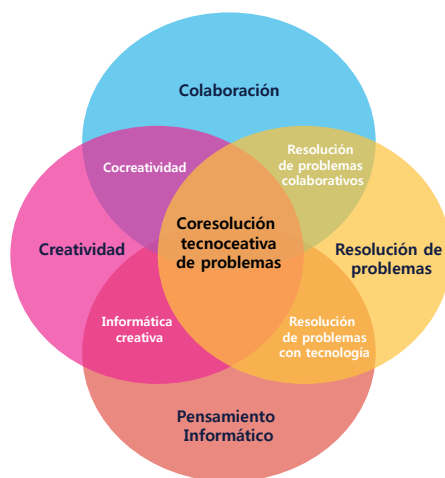 Colaboración
Cocreatividad
Resolución
de problemas
colaborativos
Creatividad
Coresolución
tecnoceativa
de problemas
Resolución de
problemas
Informática
creativa
Resolución
de problemas
con tecnología
Pensamiento
Informático